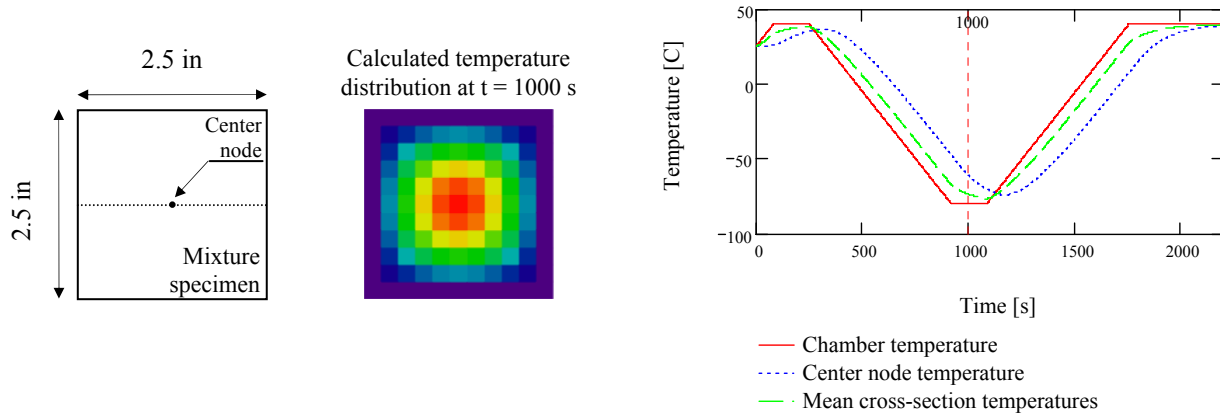 2.5 in
2.5 in
Center
node
Mixture
specimen
Calculated temperature
distribution at t = 1000 s
Temperature [C]
50
0
−50
−100
1000
0
500
1000
1500
2000
Time [s]
Chamber temperature
Center node temperature
Mean cross-section temperatures